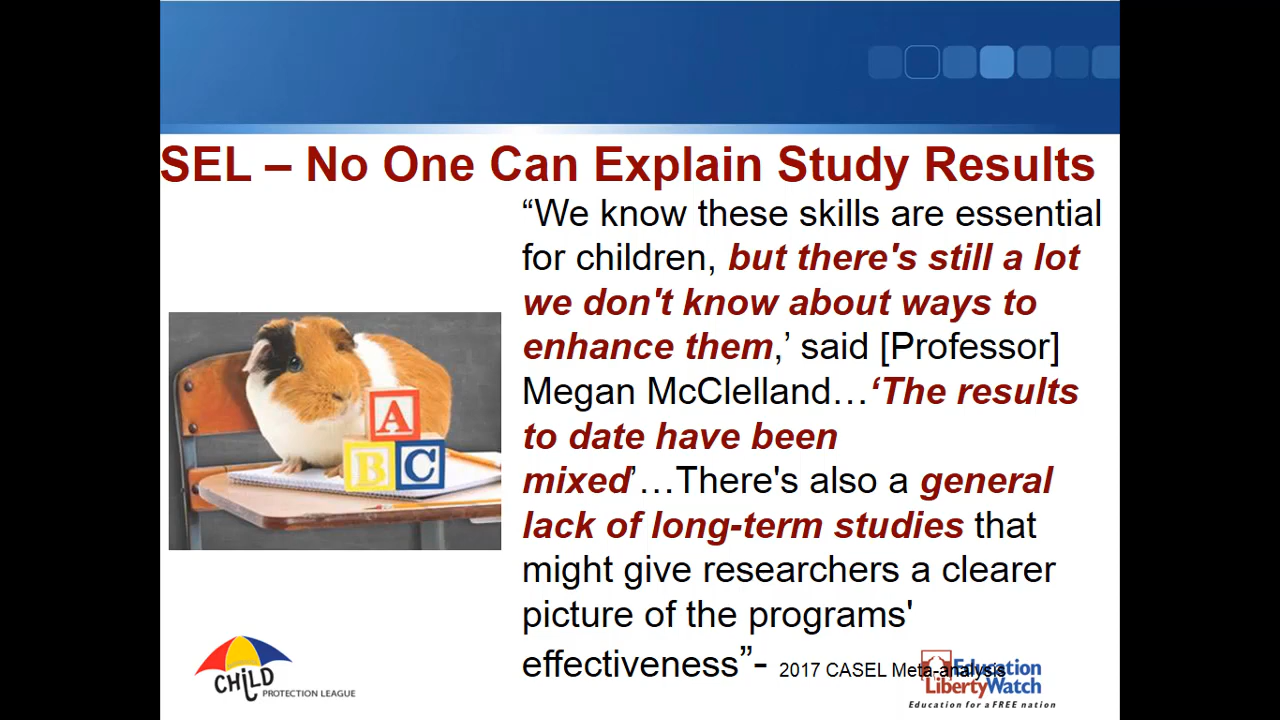 SEL – No One Can Explain Study Results
“We know these skills are essential
for children, but there's still a lot
we don't know about ways to
enhance them,’ said [Professor]
Megan McClelland…‘The results
to date have been
mixed’…There's also a general
lack of long-term studies that
might give researchers a clearer
picture of the programs'
effectiveness”- 2017 CASEL Meta-analysis
A
B C
CHiLD
PROTECTION LEAGUE
Education
LibertyWatch
Education for a FREE nation